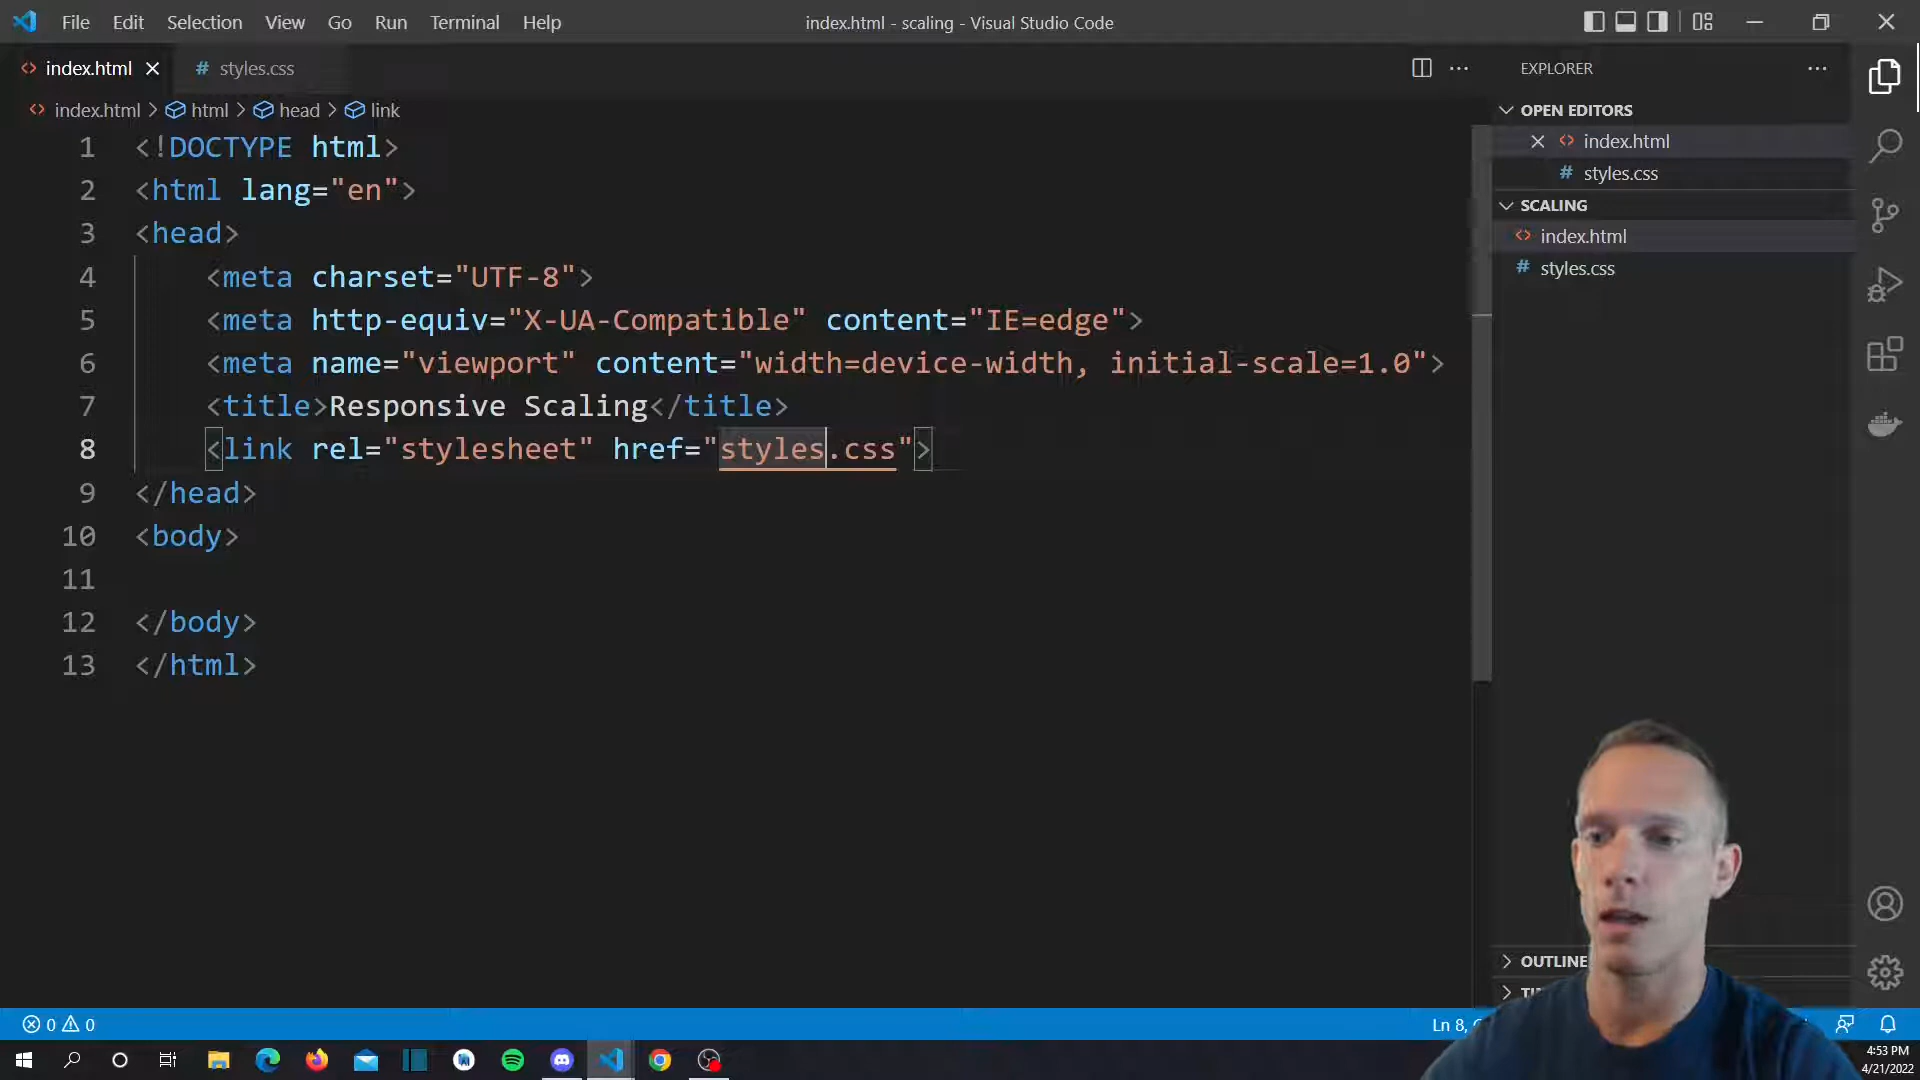 File Edit Selection View Go Run Terminal Help
index.html - scaling - Visual Studio Code
index.html
styles.css
index.html > html > head > link
1 <!DOCTYPE html>
2 <html lang="en">
3 <head>
4 <meta charset="UTF-8">
5 <meta http-equiv="X-UA-Compatible" content="IE=edge">
6 <meta name="viewport" content="width=device-width, initial-scale=1.0">
7 <title>Responsive Scaling</title>
8 <link rel="stylesheet" href="styles.css">
9 </head>
10 <body>
11
12 </body>
13 </html>
EXPLORER
OPEN EDITORS
index.html
styles.css
SCALING
index.html
styles.css
OUTLINE
0 0
Ln 8,
4:53 PM
4/21/2022